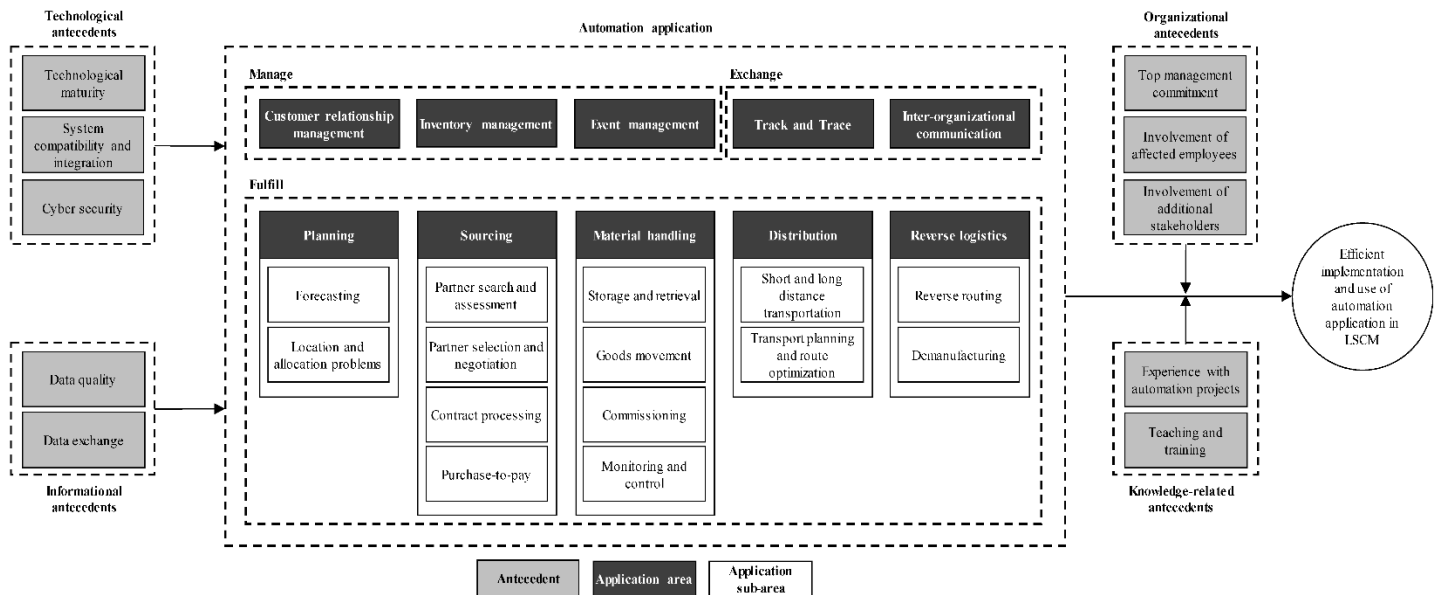 Technological
antecedents
Technological
maturity
System
compatibility and
integration
Cyber security
Data quality
Data exchange
Informational
antecedents
Automation application
Manage
Customer relationship
management
Inventory management
Event management
Exchange
Track and Trace
Inter-organizational
communication
Fulfill
Planning
Forecasting
Location and
allocation problems
Sourcing
Partner search and
assessment
Partner selection and
negotiation
Contract processing
Purchase-to-pay
Material handling
Storage and retrieval
Goods movement
Commissioning
Monitoring and
control
Distribution
Short and long
distance
transportation
Transport planning
and route
optimization
Reverse logistics
Reverse routing
Demanufacturing
Organizational
antecedents
Top management
commitment
Involvement of
affected employees
Involvement of
additional
stakeholders
Experience with
automation projects
Teaching and
training
Knowledge-related
antecedents
Efficient
implementation
and use of
automation
application in
LSCM
Antecedent
Application area
Application
sub-area